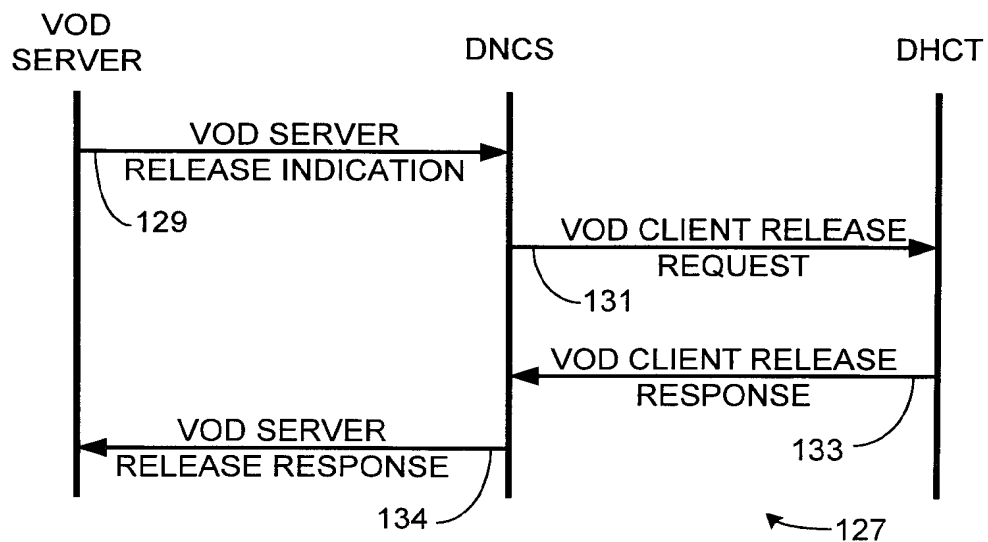 VOD
SERVER
DNCS
DHCT
VOD SERVER
RELEASE INDICATION
129
VOD CLIENT RELEASE
REQUEST
131
VOD CLIENT RELEASE
RESPONSE
133
VOD SERVER
RELEASE RESPONSE
134
127